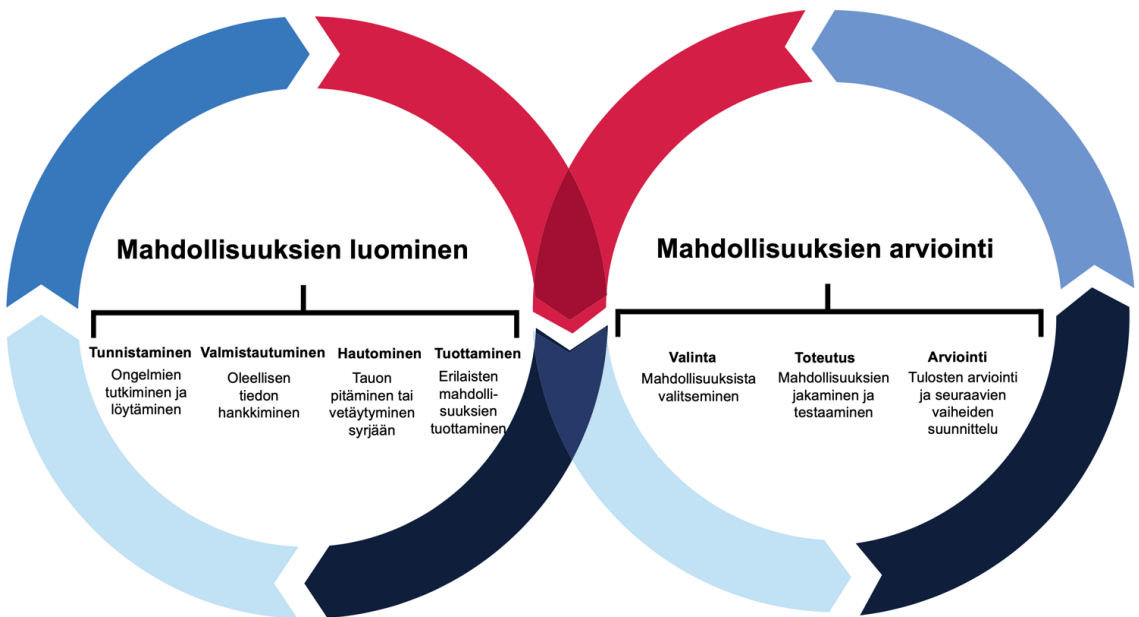 Mahdollisuuksien luominen
Tunnistaminen
Ongelmien
tutkiminen ja
löytäminen
Valmistautuminen
Oleellisen
tiedon
hankkiminen
Hautominen
Tauon
pitäminen tai
vetäytyminen
syrjään
Tuottaminen
Erilaisten
mahdolli-
suuksien
tuottaminen
Mahdollisuuksien arviointi
Valinta
Mahdollisuuksista
valitseminen
Toteutus
Mahdollisuuksien
jakaminen ja
testaaminen
Arviointi
Tulosten arviointi
ja seuraavien
vaiheiden
suunnittelu